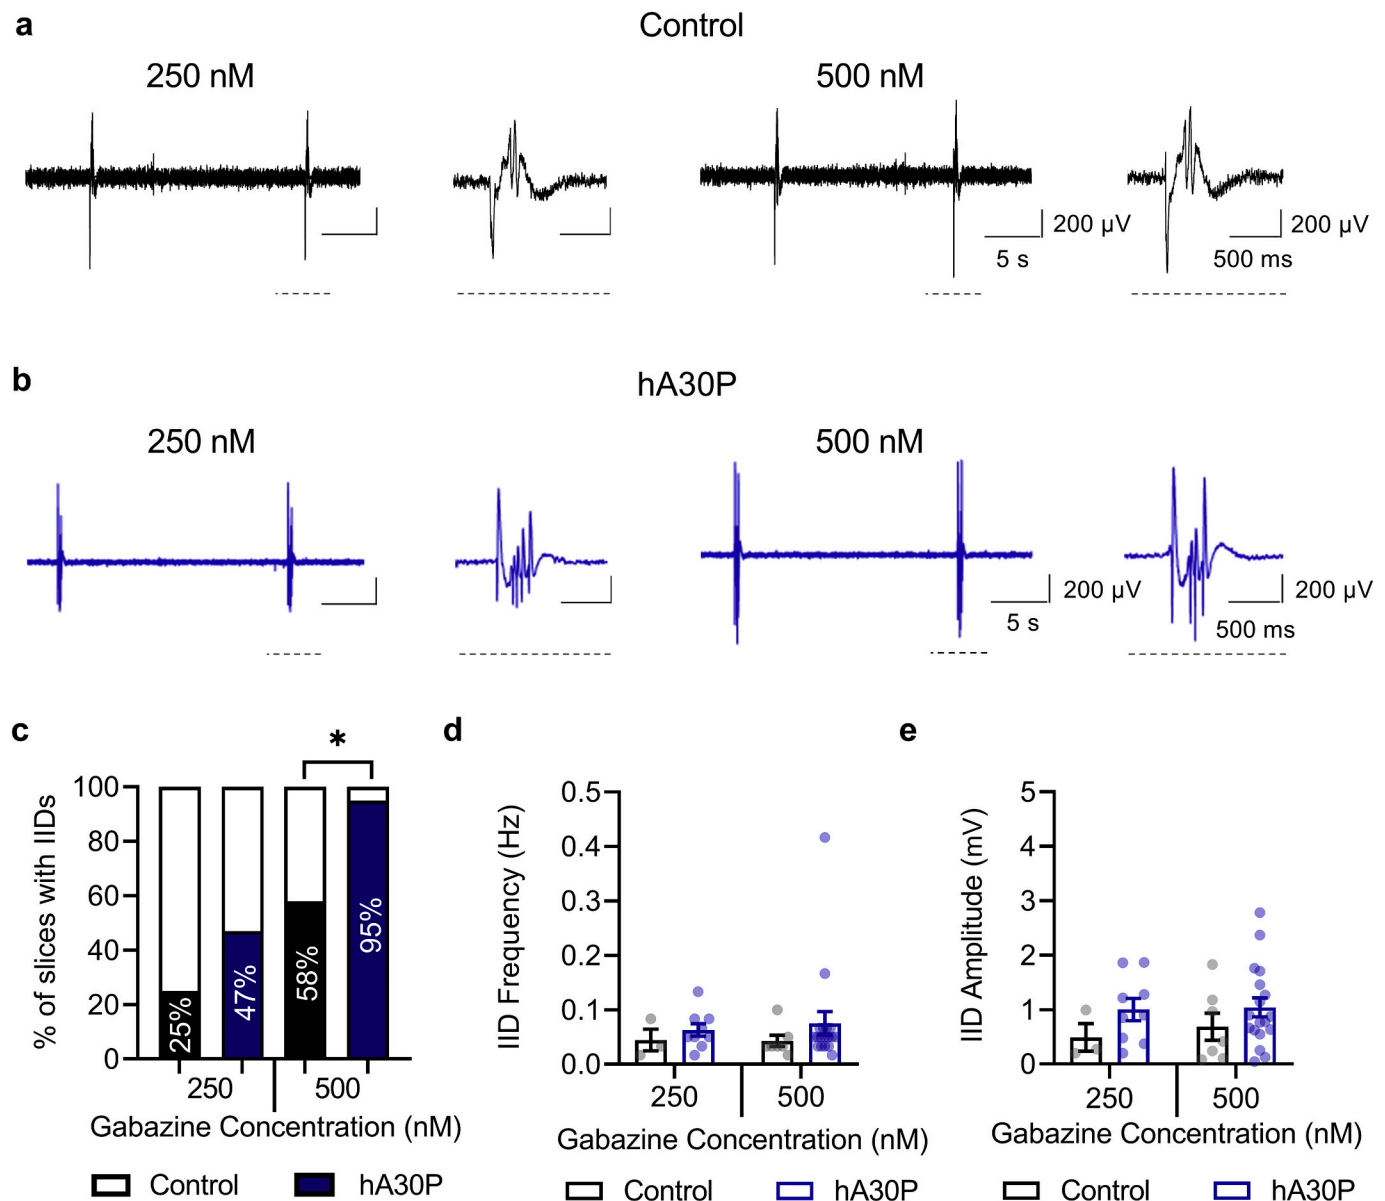 a
Control
250 nM
500 nM
200 µV
5 s
200 µV
500 ms
b
hA30P
250 nM
500 nM
200 µV
5 s
200 µV
500 ms
c
*
% of slices with IIDs
100
80
60
40
20
0
25%
47%
58%
95%
250
500
Gabazine Concentration (nM)
Control
hA30P
d
IID Frequency (Hz)
0.5
0.4
0.3
0.2
0.1
0.0
250
500
Gabazine Concentration (nM)
Control
hA30P
e
IID Amplitude (mV)
5
4
3
2
1
0
250
500
Gabazine Concentration (nM)
Control
hA30P